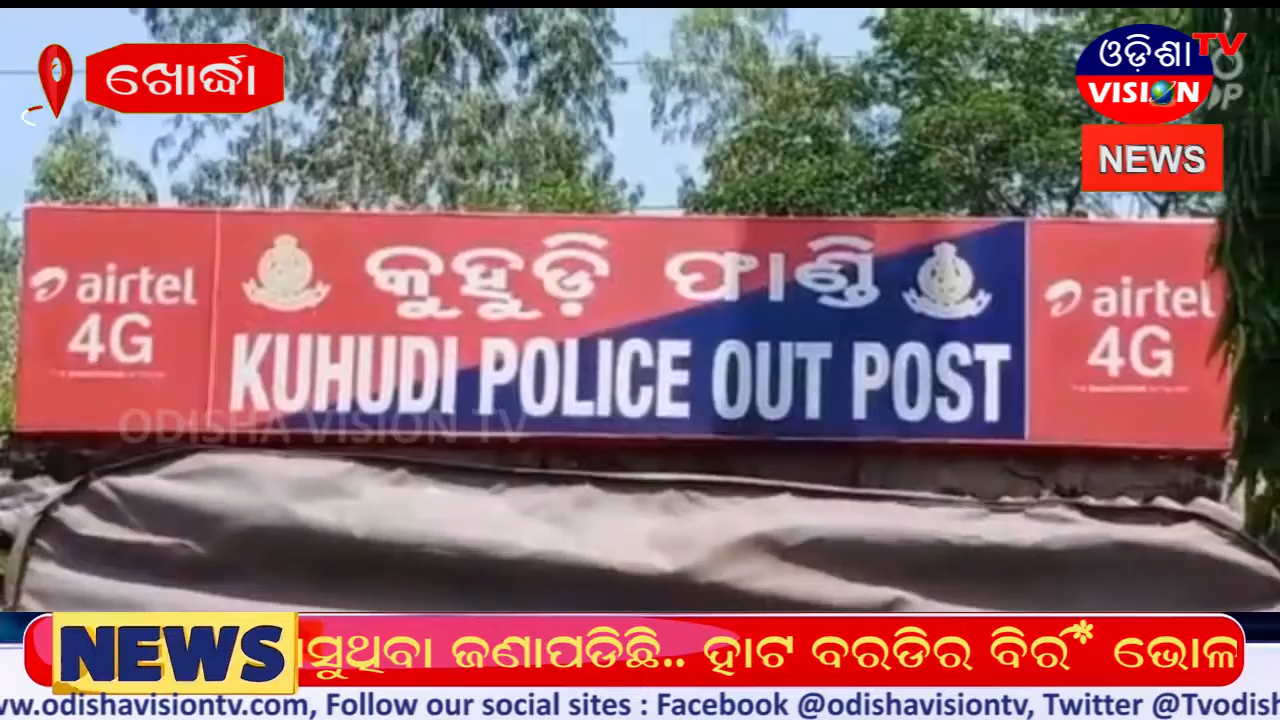 ଖୋର୍ଦ୍ଧା
ଓଡ଼ିଶା TV
VISION
NEWS
airtel
4G
କୁହୁଡ଼ି ଫାଣ୍ଡି
KUHUDI POLICE OUT POST
airtel
4G
ODISHA VISION TV
NEWS
ସୁଥିବା ଜଣାପଡିଛି.. ହାଟ ବରଡିର ବିର୍ଲ୍ସ ଭୋଳ
www.odishavisiontv.com, Follow our social sites : Facebook @odishavisiontv, Twitter @Tvodish